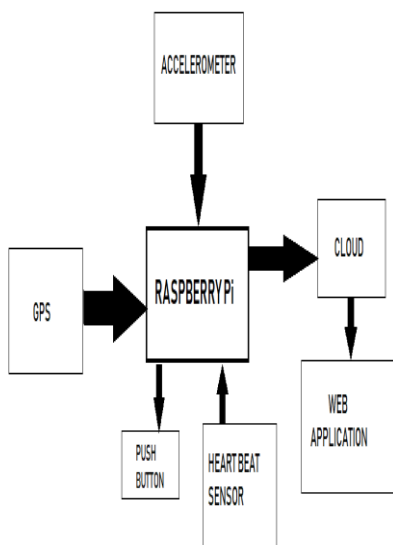 ACCELEROMETER
CLOUD
RASPBERRY Pi
GPS
WEB
APPLICATION
PUSH
BUTTON
HEART BEAT
SENSOR